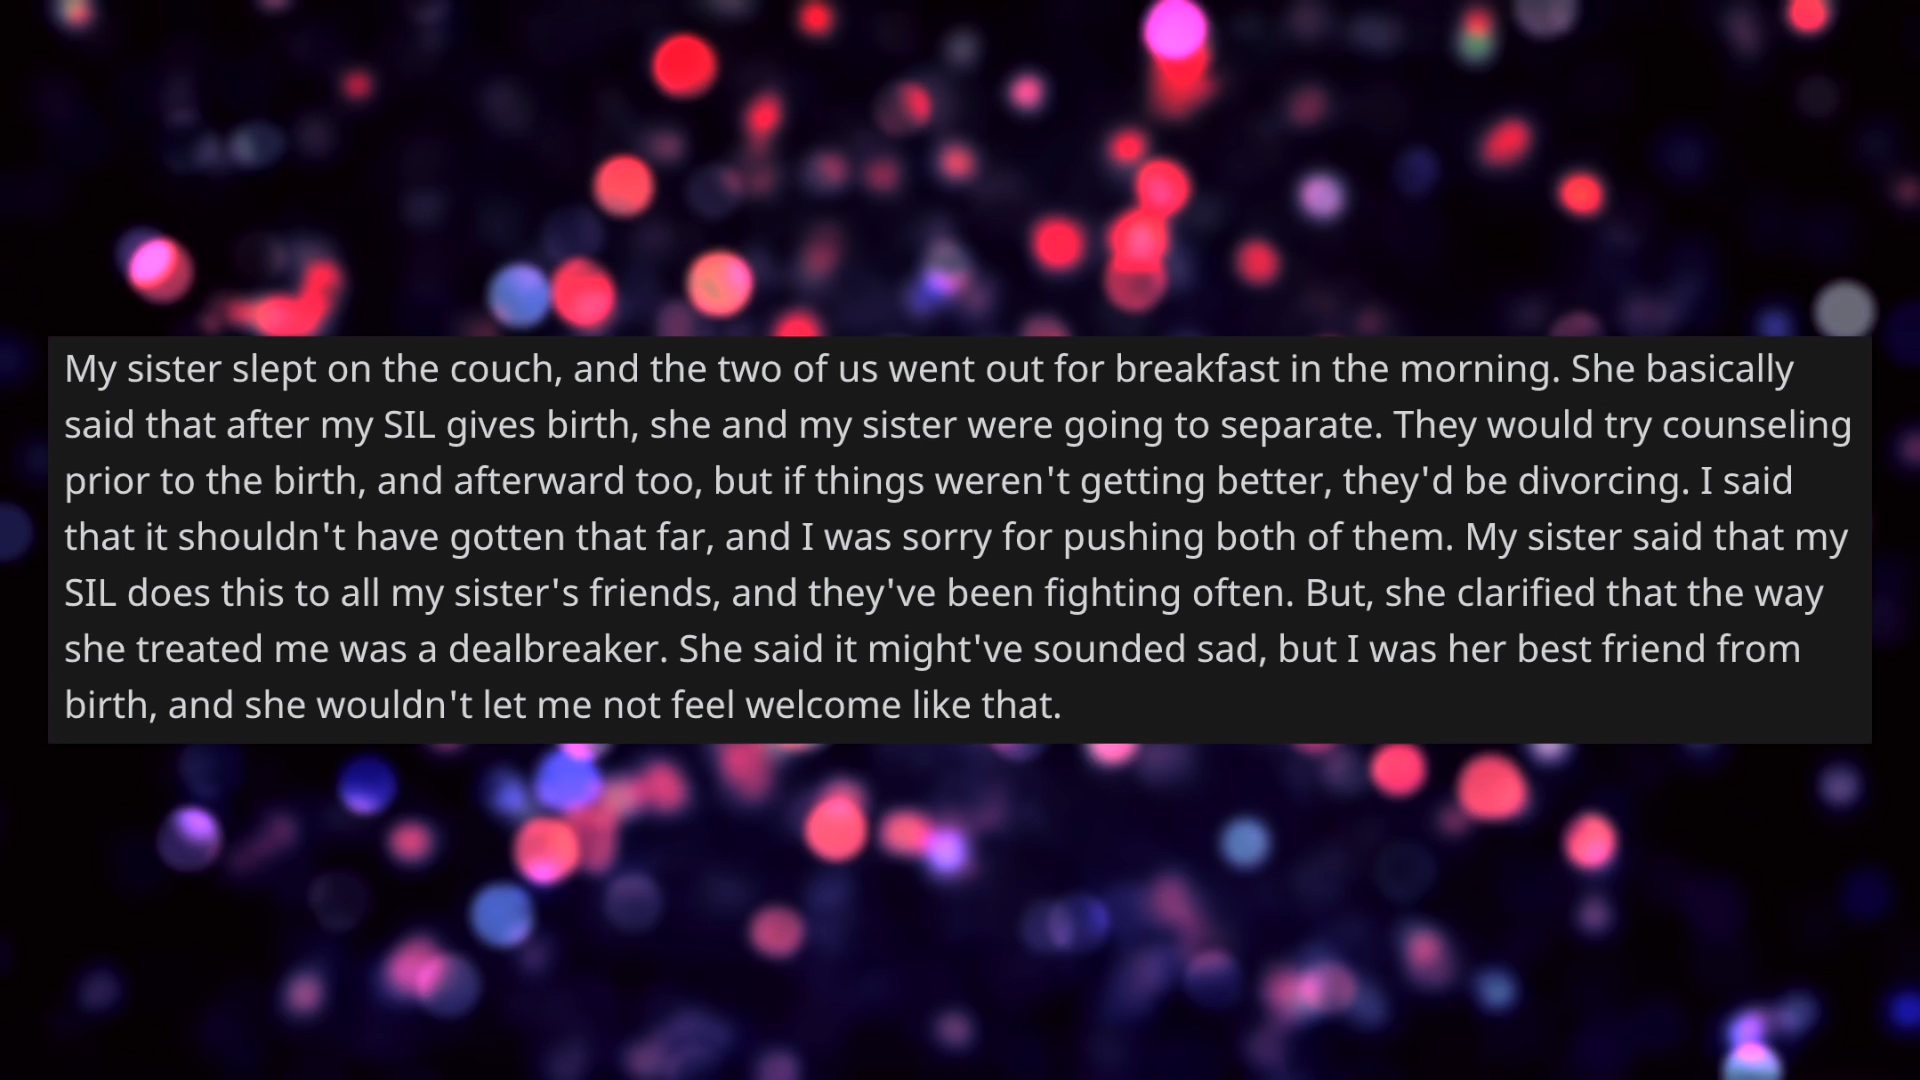 My sister slept on the couch, and the two of us went out for breakfast in the morning. She basically
said that after my SIL gives birth, she and my sister were going to separate. They would try counseling
prior to the birth, and afterward too, but if things weren't getting better, they'd be divorcing. I said
that it shouldn't have gotten that far, and I was sorry for pushing both of them. My sister said that my
SIL does this to all my sister's friends, and they've been fighting often. But, she clarified that the way
she treated me was a dealbreaker. She said it might've sounded sad, but I was her best friend from
birth, and she wouldn't let me not feel welcome like that.